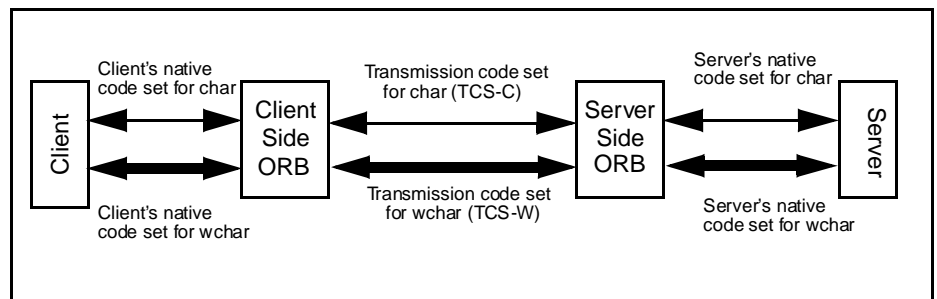 Client's native
code set for char
Client
Client's native
code set for wchar
Client
Side
ORB
Transmission code set
for char (TCS-C)
Transmission code set
for wchar (TCS-W)
Server
Side
ORB
Server's native
code set for char
Server's native
code set for wchar
Server